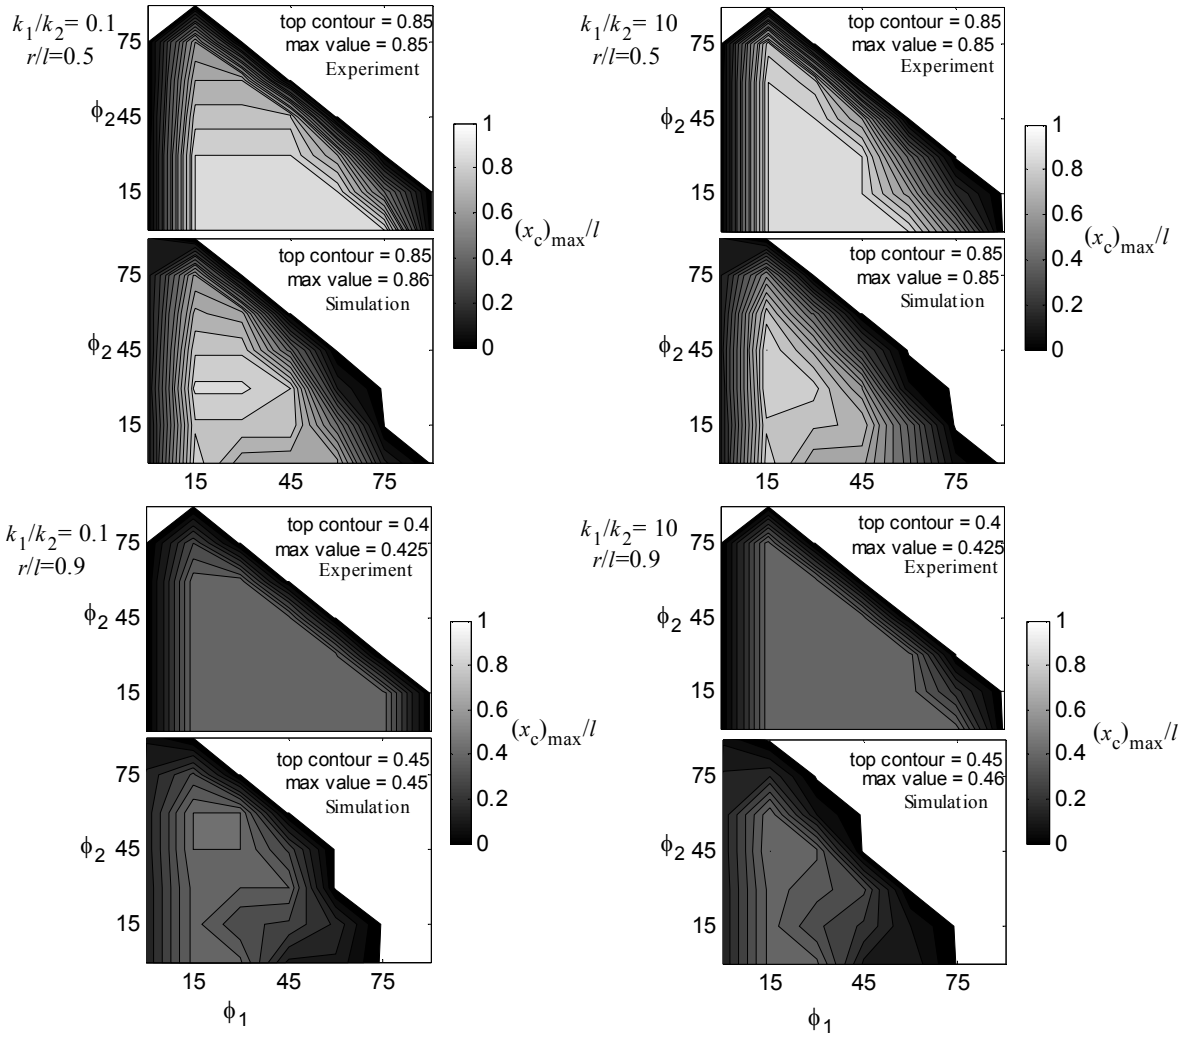 k1/k2= 0.1
r/l=0.5
top contour = 0.85
max value = 0.85
Experiment
75
ϕ2 45
15
1
0.8
0.6
0.4
0.2
0
(xc)max/l
top contour = 0.85
max value = 0.86
Simulation
75
ϕ2 45
15
15 45 75
k1/k2= 10
r/l=0.5
top contour = 0.85
max value = 0.85
Experiment
75
ϕ2 45
15
1
0.8
0.6
0.4
0.2
0
(xc)max/l
top contour = 0.85
max value = 0.85
Simulation
75
ϕ2 45
15
15 45 75
k1/k2= 0.1
r/l=0.9
top contour = 0.4
max value = 0.425
Experiment
75
ϕ2 45
15
1
0.8
0.6
0.4
0.2
0
(xc)max/l
top contour = 0.45
max value = 0.45
Simulation
75
ϕ2 45
15
15 45 75
ϕ1
k1/k2= 10
r/l=0.9
top contour = 0.4
max value = 0.425
Experiment
75
ϕ2 45
15
1
0.8
0.6
0.4
0.2
0
(xc)max/l
top contour = 0.45
max value = 0.46
Simulation
75
ϕ2 45
15
15 45 75
ϕ1